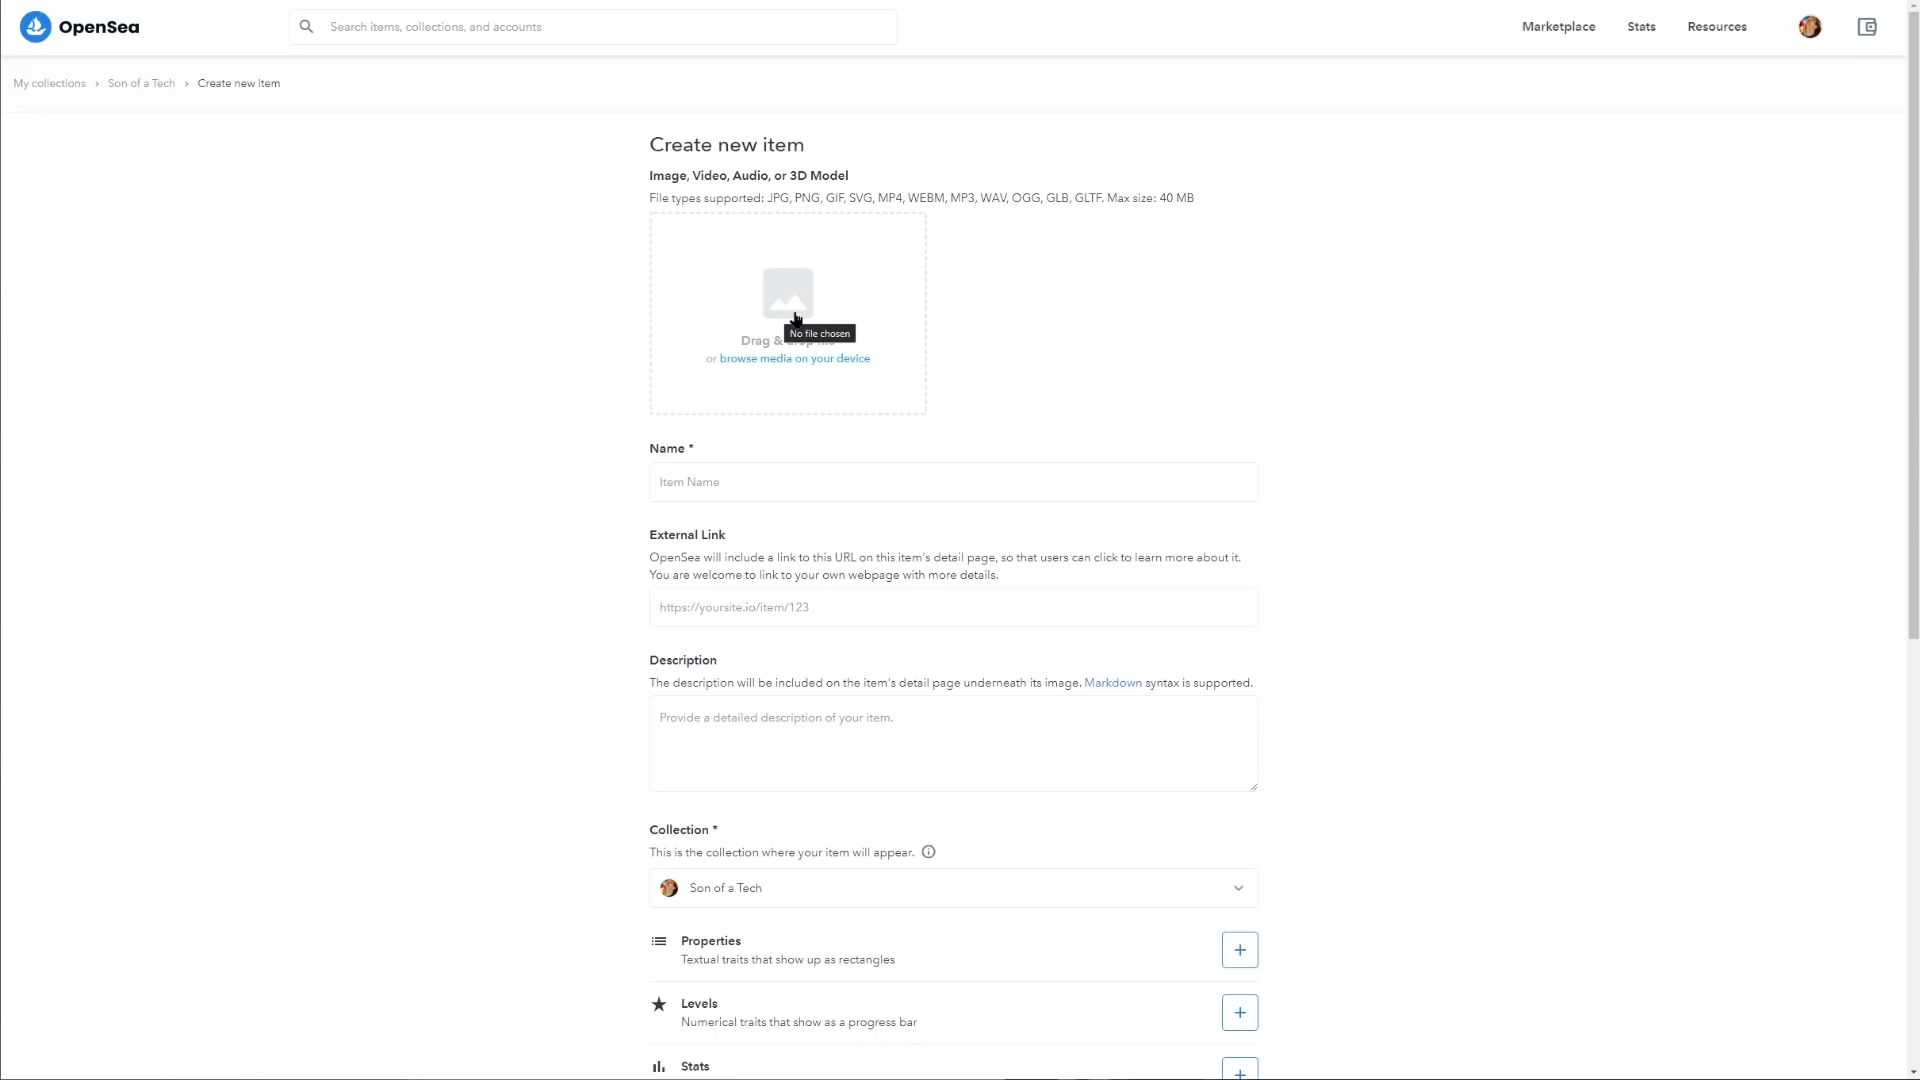 OpenSea
Search items, collections, and accounts
Marketplace
Stats
Resources
My collections › Son of a Tech › Create new item
Create new item
Image, Video, Audio, or 3D Model
File types supported: JPG, PNG, GIF, SVG, MP4, WEBM, MP3, WAV, OGG, GLB, GLTF. Max size: 40 MB
No file chosen
Drag &
or browse media on your device
Name *
Item Name
External Link
OpenSea will include a link to this URL on this item's detail page, so that users can click to learn more about it.
You are welcome to link to your own webpage with more details.
https://yoursite.io/item/123
Description
The description will be included on the item's detail page underneath its image. Markdown syntax is supported.
Provide a detailed description of your item.
Collection *
This is the collection where your item will appear.
Son of a Tech
Properties
Textual traits that show up as rectangles
Levels
Numerical traits that show as a progress bar
Stats